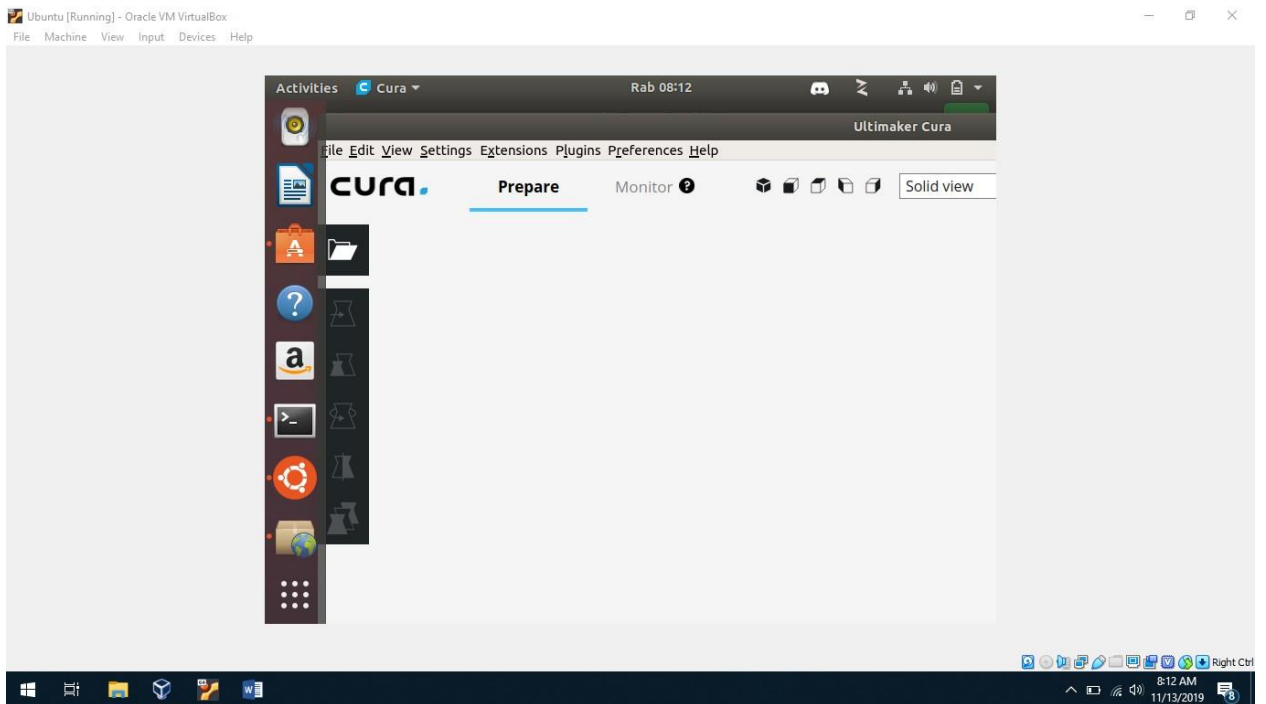 Ubuntu [Running] - Oracle VM VirtualBox
File Machine View Input Devices Help
Activities Cura Rab 08:12
Ultimaker Cura
File Edit View Settings Extensions Plugins Preferences Help
cura. Prepare Monitor ? Solid view
A
?
a
>_
Right Ctrl
W
8:12 AM
11/13/2019
8